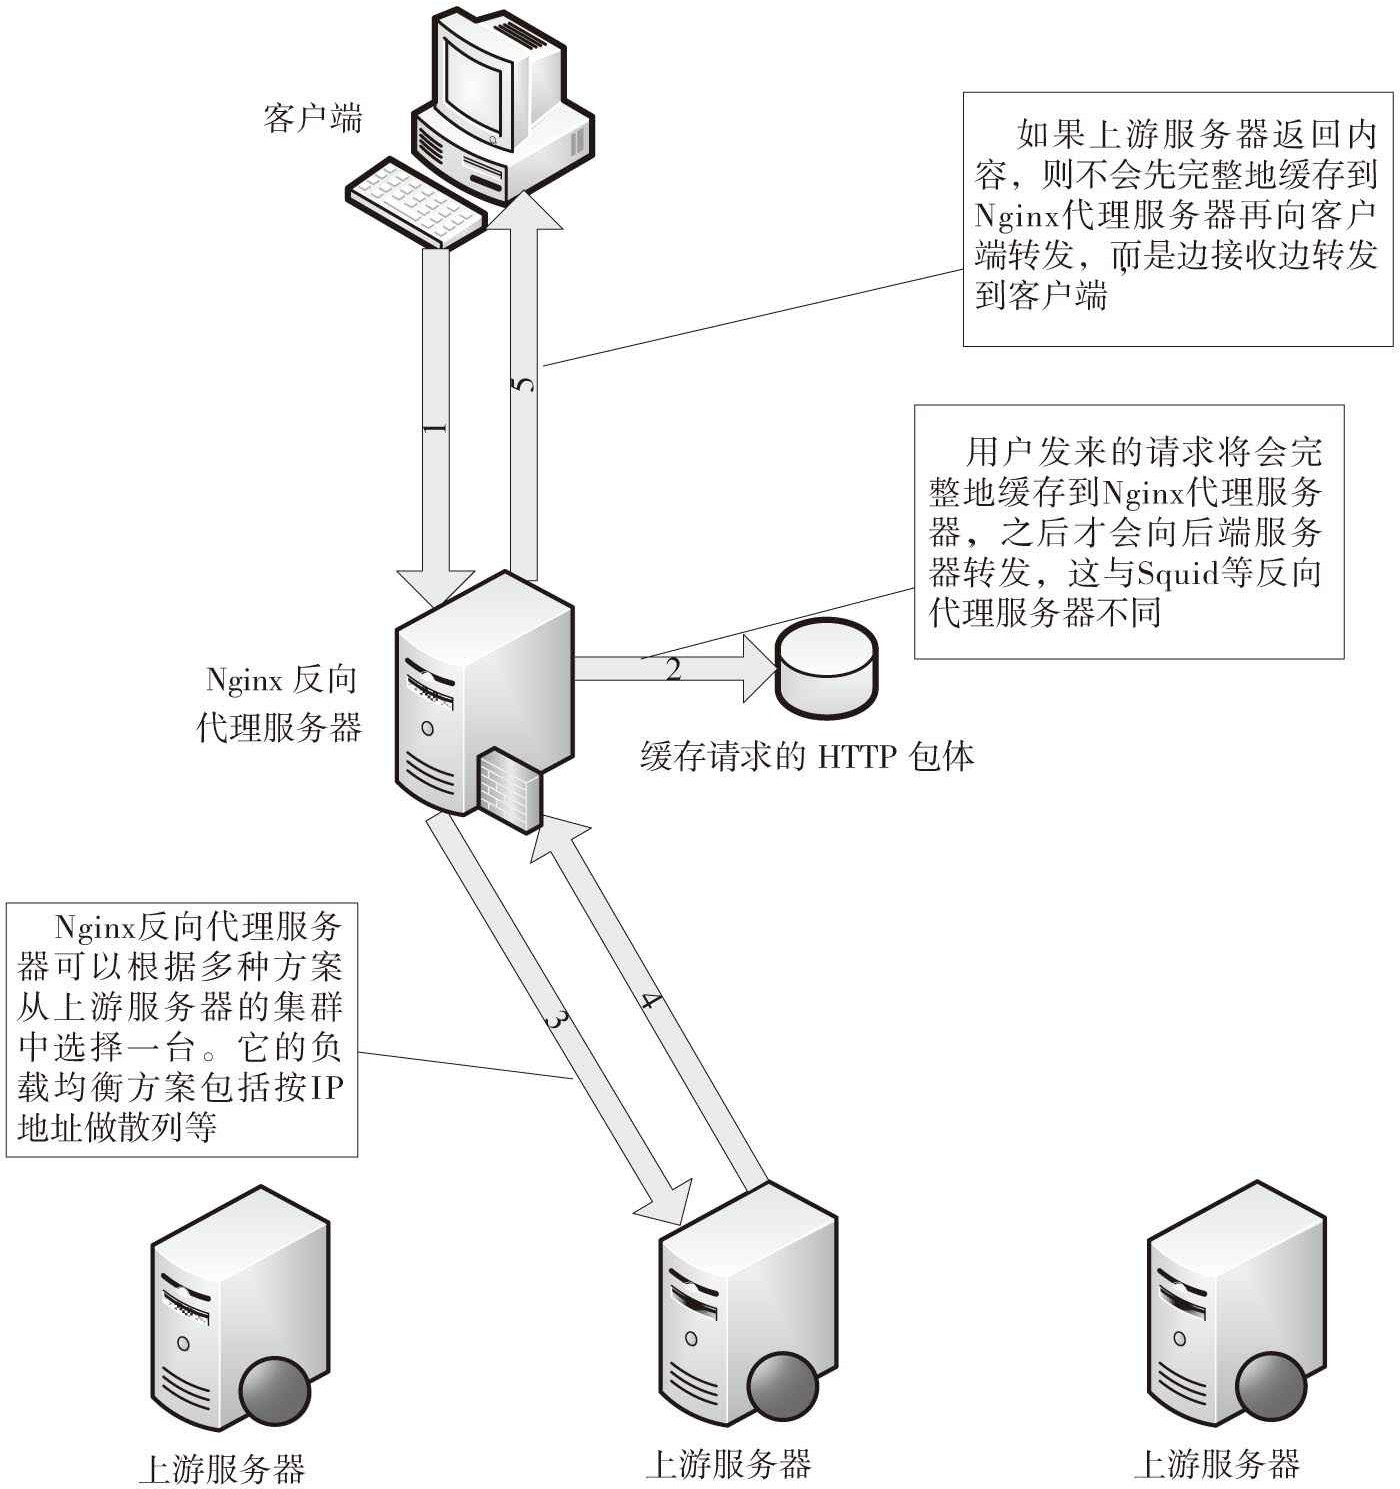 客户端
如果上游服务器返回内
容，则不会先完整地缓存到
Nginx代理服务器再向客户
端转发，而是边接收边转发
到客户端，
1
5
用户发来的请求将会完
整地缓存到Nginx代理服务
器，之后才会向后端服务
器转发，这与Squid等反向
代理服务器不同
Nginx 反向
代理服务器
2
缓存请求的 HTTP 包体
Nginx反向代理服务
器可以根据多种方案
从上游服务器的集群
中选择一台。它的负
载均衡方案包括按IP
地址做散列等
3
4
上游服务器
上游服务器
上游服务器